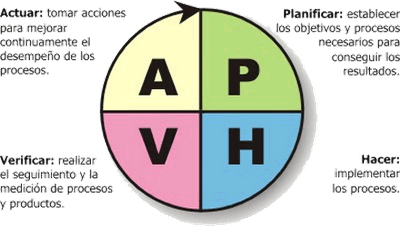 Actuar: tomar acciones
para mejorar
continuamente el
desempeño de los
procesos.
Planificar: establecer
los objetivos y procesos
necesarios para
conseguir los
resultados.
A
P
V
H
Verificar: realizar
el seguimiento y la
medición de procesos
y productos.
Hacer:
implementar
los procesos.